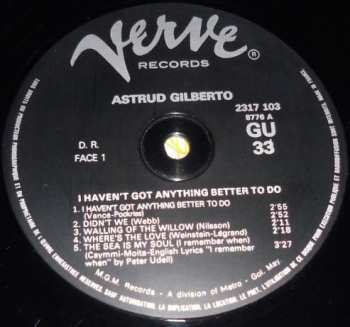 Verve
®
RECORDS
ASTRUD GILBERTO
2317 103
8776 A
D. R.
GU
FACE 1
33
I HAVEN'T GOT ANYTHING BETTER TO DO
1. I HAVEN'T GOT ANYTHING BETTER TO DO 2'55
(Vance-Pockriss)
2. DIDN'T WE (Webb) 2'52
3. WAILING OF THE WILLOW (Nilsson) 2'11
4. WHERE'S THE LOVE (Weinstein-Légrand) 2'18
5. THE SEA IS MY SOUL (I remember when) 3'27
(Caymmi-Moita-English Lyrics "I remember
when" by Peter Udell)
M.G.M. Records - A division of Metro - Gol. May.